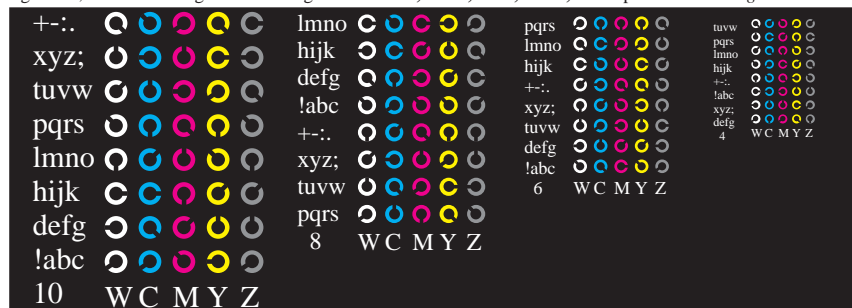 +-:.
xyz;
tuvw
pqrs
lmno
hijk
defg
!abc
10 W C M Y Z
lmno
hijk
defg
!abc
+-:.
xyz;
tuvw
pqrs
8 W C M Y Z
pqrs
lmno
hijk
+-:.
xyz;
tuvw
defg
!abc
6 W C M Y Z
tuvw
pqrs
lmno
hijk
+-:.
!abc
xyz;
defg
4 W C M Y Z